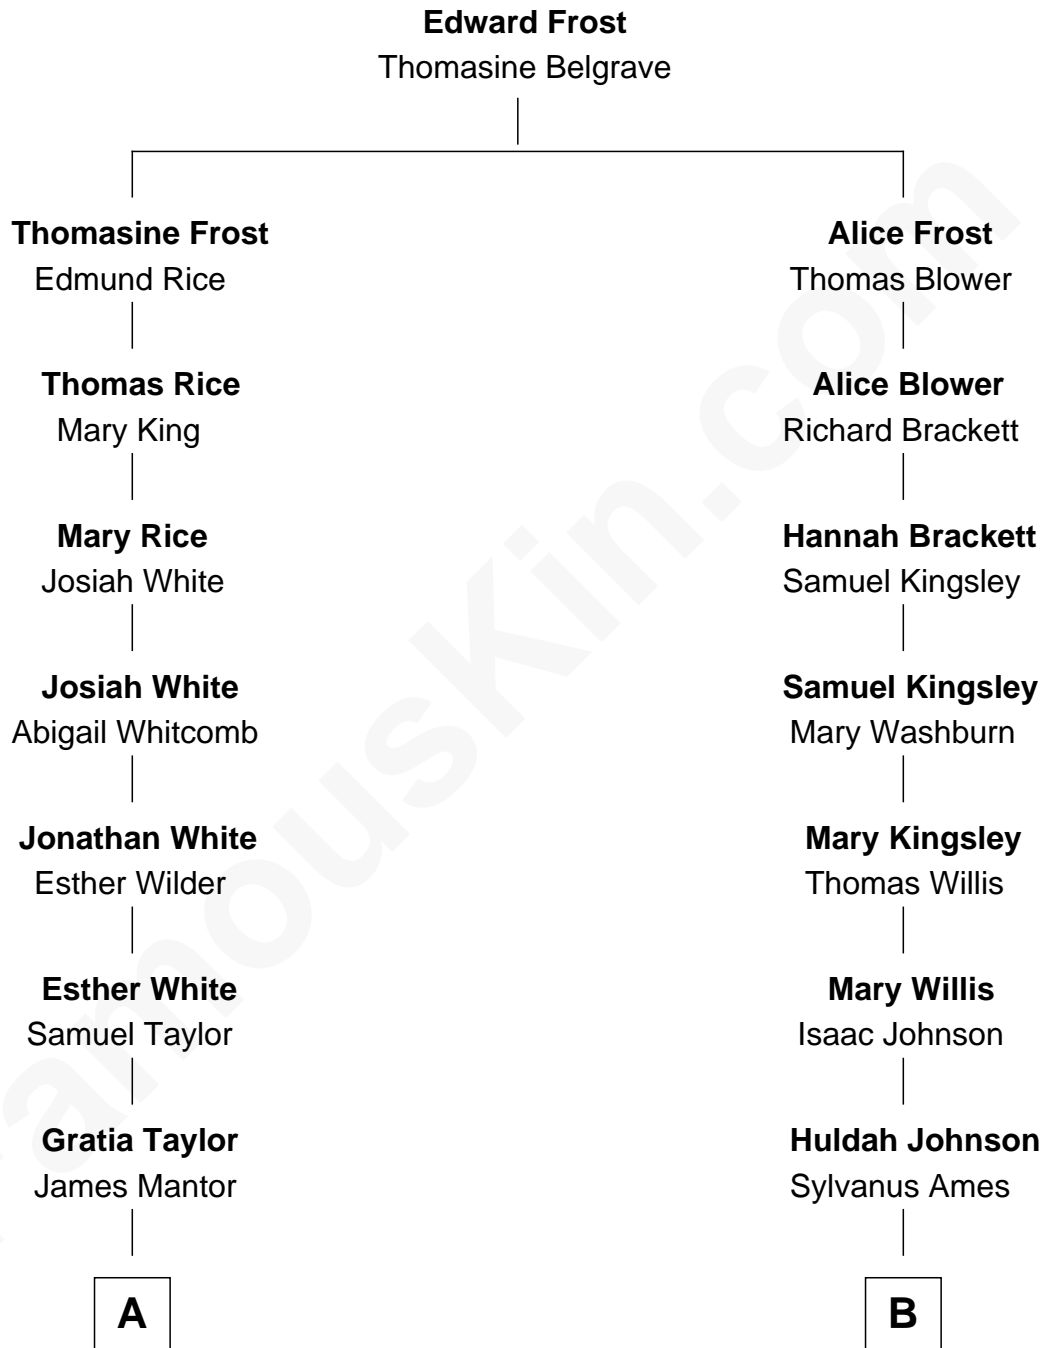 Edward Frost
Thomasine Belgrave
Thomasine Frost
Edmund Rice
Alice Frost
Thomas Blower
Thomas Rice
Mary King
Alice Blower
Richard Brackett
Mary Rice
Josiah White
Hannah Brackett
Samuel Kingsley
Josiah White
Abigail Whitcomb
Samuel Kingsley
Mary Washburn
Jonathan White
Esther Wilder
Mary Kingsley
Thomas Willis
Esther White
Samuel Taylor
Mary Willis
Isaac Johnson
Gratia Taylor
James Mantor
Huldah Johnson
Sylvanus Ames
A
B
FamousKin.com